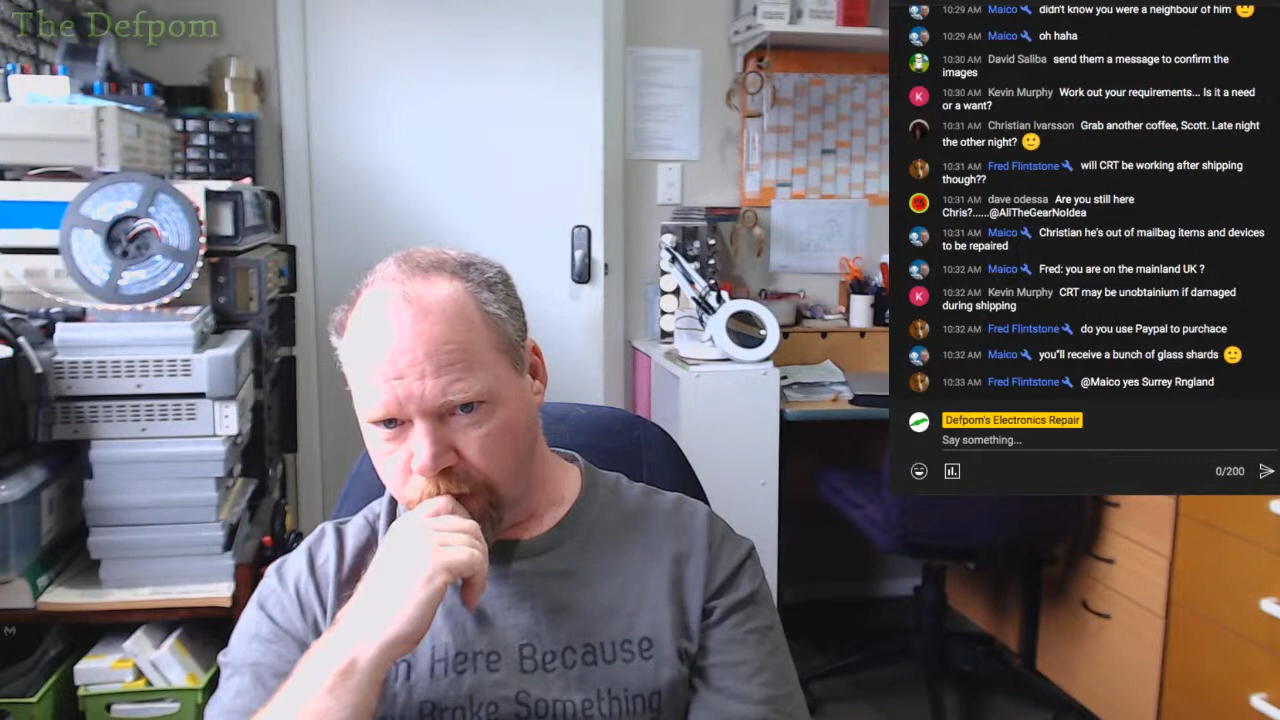 The Defpom
10:29 AM Maico didn't know you were a neighbour of him
10:29 AM Maico oh haha
10:30 AM David Saliba send them a message to confirm the
images
10:30 AM Kevin Murphy Work out your requirements... Is it a need
or a want?
10:31 AM Christian Ivarsson Grab another coffee, Scott. Late night
the other night?
10:31 AM Fred Flintstone will CRT be working after shipping
though??
10:31 AM dave odessa Are you still here
Chris?......@AllTheGearNoIdea
10:31 AM Maico Christian he's out of mailbag items and devices
to be repaired
10:32 AM Maico Fred: you are on the mainland UK ?
K
10:32 AM Kevin Murphy CRT may be unobtainium if damaged
during shipping
10:32 AM Fred Flintstone do you use Paypal to purchace
10:32 AM Maico you"ll receive a bunch of glass shards
10:33 AM Fred Flintstone @Maico yes Surrey Rngland
Defpom's Electronics Repair
Say something...
0/200
Here Because
Broke Something